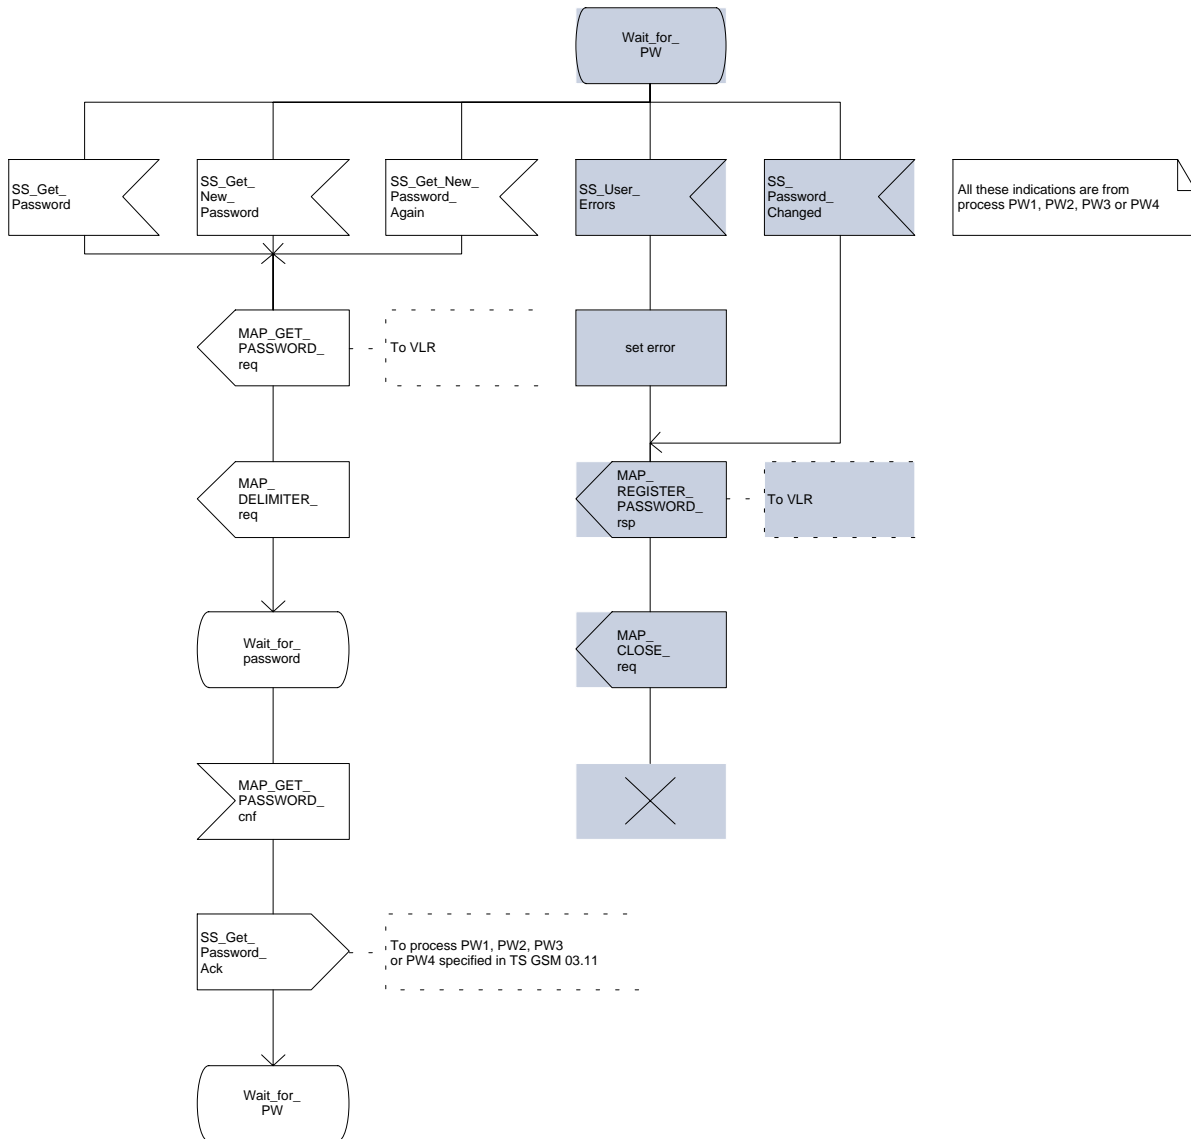 Wait_for_
PW
SS_Get_
Password
SS_Get_
New_
Password
SS_Get_New_
Password_
Again
SS_User_
Errors
SS_
Password_
Changed
All these indications are from
process PW1, PW2, PW3 or PW4
MAP_GET_
PASSWORD_
req
To VLR
set error
MAP_
DELIMITER_
req
MAP_
REGISTER_
PASSWORD_
rsp
To VLR
Wait_for_
password
MAP_
CLOSE_
req
MAP_GET_
PASSWORD_
cnf
SS_Get_
Password_
Ack
To process PW1, PW2, PW3
or PW4 specified in TS GSM 03.11
Wait_for_
PW